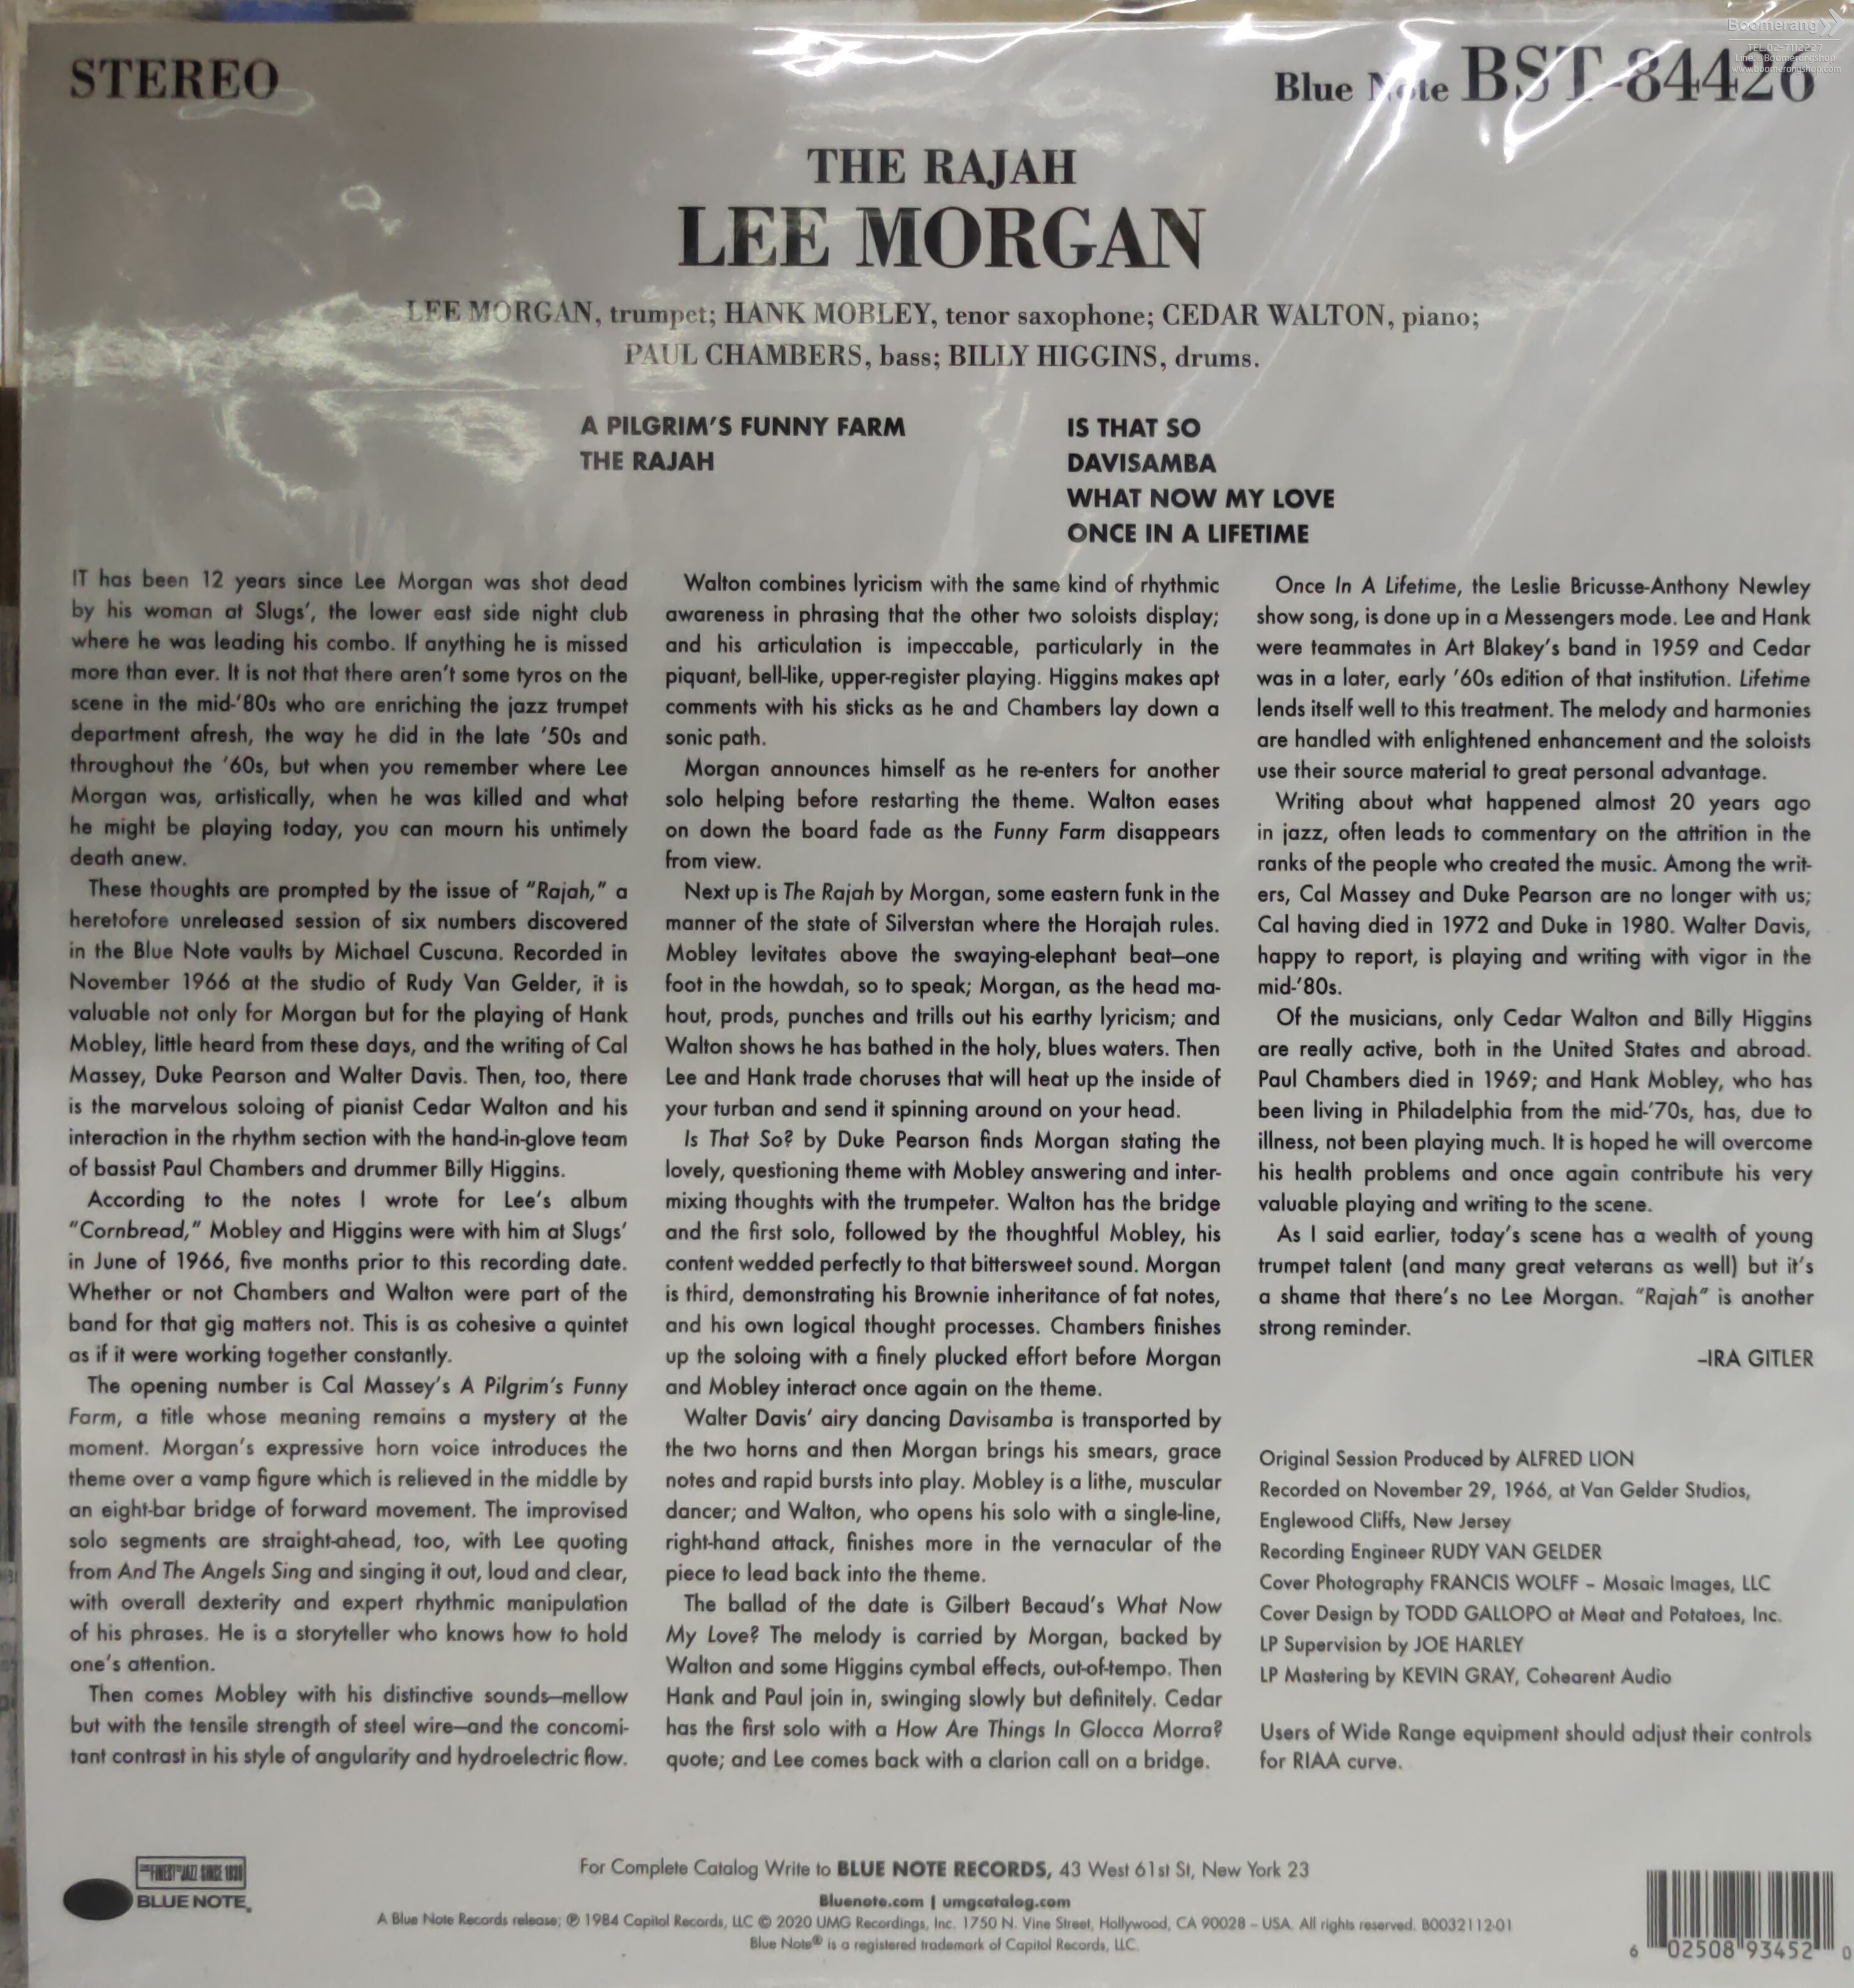 Boomerang
TEL.02-7112227
Line : Boomerangshop
www.boomerangshop.com
STEREO
Blue Note BST-84426
THE RAJAH
LEE MORGAN
LEE MORGAN, trumpet; HANK MOBLEY, tenor saxophone; CEDAR WALTON, piano;
PAUL CHAMBERS, bass; BILLY HIGGINS, drums.
A PILGRIM'S FUNNY FARM
THE RAJAH
IS THAT SO
DAVISAMBA
WHAT NOW MY LOVE
ONCE IN A LIFETIME
IT has been 12 years since Lee Morgan was shot dead
by his woman at Slugs', the lower east side night club
where he was leading his combo. If anything he is missed
more than ever. It is not that there aren't some tyros on the
scene in the mid-'80s who are enriching the jazz trumpet
department afresh, the way he did in the late '50s and
throughout the '60s, but when you remember where Lee
Morgan was, artistically, when he was killed and what
he might be playing today, you can mourn his untimely
death anew.
These thoughts are prompted by the issue of "Rajah," a
heretofore unreleased session of six numbers discovered
in the Blue Note vaults by Michael Cuscuna. Recorded in
November 1966 at the studio of Rudy Van Gelder, it is
valuable not only for Morgan but for the playing of Hank
Mobley, little heard from these days, and the writing of Cal
Massey, Duke Pearson and Walter Davis. Then, too, there
is the marvelous soloing of pianist Cedar Walton and his
interaction in the rhythm section with the hand-in-glove team
of bassist Paul Chambers and drummer Billy Higgins.
According to the notes I wrote for Lee's album
"Cornbread," Mobley and Higgins were with him at Slugs'
in June of 1966, five months prior to this recording date.
Whether or not Chambers and Walton were part of the
band for that gig matters not. This is as cohesive a quintet
as if it were working together constantly.
The opening number is Cal Massey's A Pilgrim's Funny
Farm, a title whose meaning remains a mystery at the
moment. Morgan's expressive horn voice introduces the
theme over a vamp figure which is relieved in the middle by
an eight-bar bridge of forward movement. The improvised
solo segments are straight-ahead, too, with Lee quoting
from And The Angels Sing and singing it out, loud and clear,
with overall dexterity and expert rhythmic manipulation
of his phrases. He is a storyteller who knows how to hold
one's attention.
Then comes Mobley with his distinctive sounds—mellow
but with the tensile strength of steel wire—and the concomi-
tant contrast in his style of angularity and hydroelectric flow.
Walton combines lyricism with the same kind of rhythmic
awareness in phrasing that the other two soloists display;
and his articulation is impeccable, particularly in the
piquant, bell-like, upper-register playing. Higgins makes apt
comments with his sticks as he and Chambers lay down a
sonic path.
Morgan announces himself as he re-enters for another
solo helping before restarting the theme. Walton eases
on down the board fade as the Funny Farm disappears
from view.
Next up is The Rajah by Morgan, some eastern funk in the
manner of the state of Silverstan where the Horajah rules.
Mobley levitates above the swaying-elephant beat—one
foot in the howdah, so to speak; Morgan, as the head ma-
hout, prods, punches and trills out his earthy lyricism; and
Walton shows he has bathed in the holy, blues waters. Then
Lee and Hank trade choruses that will heat up the inside of
your turban and send it spinning around on your head.
Is That So? by Duke Pearson finds Morgan stating the
lovely, questioning theme with Mobley answering and inter-
mixing thoughts with the trumpeter. Walton has the bridge
and the first solo, followed by the thoughtful Mobley, his
content wedded perfectly to that bittersweet sound. Morgan
is third, demonstrating his Brownie inheritance of fat notes,
and his own logical thought processes. Chambers finishes
up the soloing with a finely plucked effort before Morgan
and Mobley interact once again on the theme.
Walter Davis' airy dancing Davisamba is transported by
the two horns and then Morgan brings his smears, grace
notes and rapid bursts into play. Mobley is a lithe, muscular
dancer; and Walton, who opens his solo with a single-line,
right-hand attack, finishes more in the vernacular of the
piece to lead back into the theme.
The ballad of the date is Gilbert Becaud's What Now
My Love? The melody is carried by Morgan, backed by
Walton and some Higgins cymbal effects, out-of-tempo. Then
Hank and Paul join in, swinging slowly but definitely. Cedar
has the first solo with a How Are Things In Glocca Morra?
quote; and Lee comes back with a clarion call on a bridge.
Once In A Lifetime, the Leslie Bricusse-Anthony Newley
show song, is done up in a Messengers mode. Lee and Hank
were teammates in Art Blakey's band in 1959 and Cedar
was in a later, early '60s edition of that institution. Lifetime
lends itself well to this treatment. The melody and harmonies
are handled with enlightened enhancement and the soloists
use their source material to great personal advantage.
Writing about what happened almost 20 years ago
in jazz, often leads to commentary on the attrition in the
ranks of the people who created the music. Among the writ-
ers, Cal Massey and Duke Pearson are no longer with us;
Cal having died in 1972 and Duke in 1980. Walter Davis,
happy to report, is playing and writing with vigor in the
mid-'80s.
Of the musicians, only Cedar Walton and Billy Higgins
are really active, both in the United States and abroad.
Paul Chambers died in 1969; and Hank Mobley, who has
been living in Philadelphia from the mid-'70s, has, due to
illness, not been playing much. It is hoped he will overcome
his health problems and once again contribute his very
valuable playing and writing to the scene.
As I said earlier, today's scene has a wealth of young
trumpet talent (and many great veterans as well) but it's
a shame that there's no Lee Morgan. "Rajah" is another
strong reminder.
–IRA GITLER
Original Session Produced by ALFRED LION
Recorded on November 29, 1966, at Van Gelder Studios,
Englewood Cliffs, New Jersey
Recording Engineer RUDY VAN GELDER
Cover Photography FRANCIS WOLFF – Mosaic Images, LLC
Cover Design by TODD GALLOPO at Meat and Potatoes, Inc.
LP Supervision by JOE HARLEY
LP Mastering by KEVIN GRAY, Cohearent Audio
Users of Wide Range equipment should adjust their controls
for RIAA curve.
THE FINEST IN JAZZ SINCE 1939
BLUE NOTE
For Complete Catalog Write to BLUE NOTE RECORDS, 43 West 61st St, New York 23
Bluenote.com | umgcatalog.com
A Blue Note Records release; ℗ 1984 Capitol Records, LLC © 2020 UMG Recordings, Inc. 1750 N. Vine Street, Hollywood, CA 90028 – USA. All rights reserved. B0032112-01
Blue Note® is a registered trademark of Capitol Records, LLC.
6 02508 93452 0